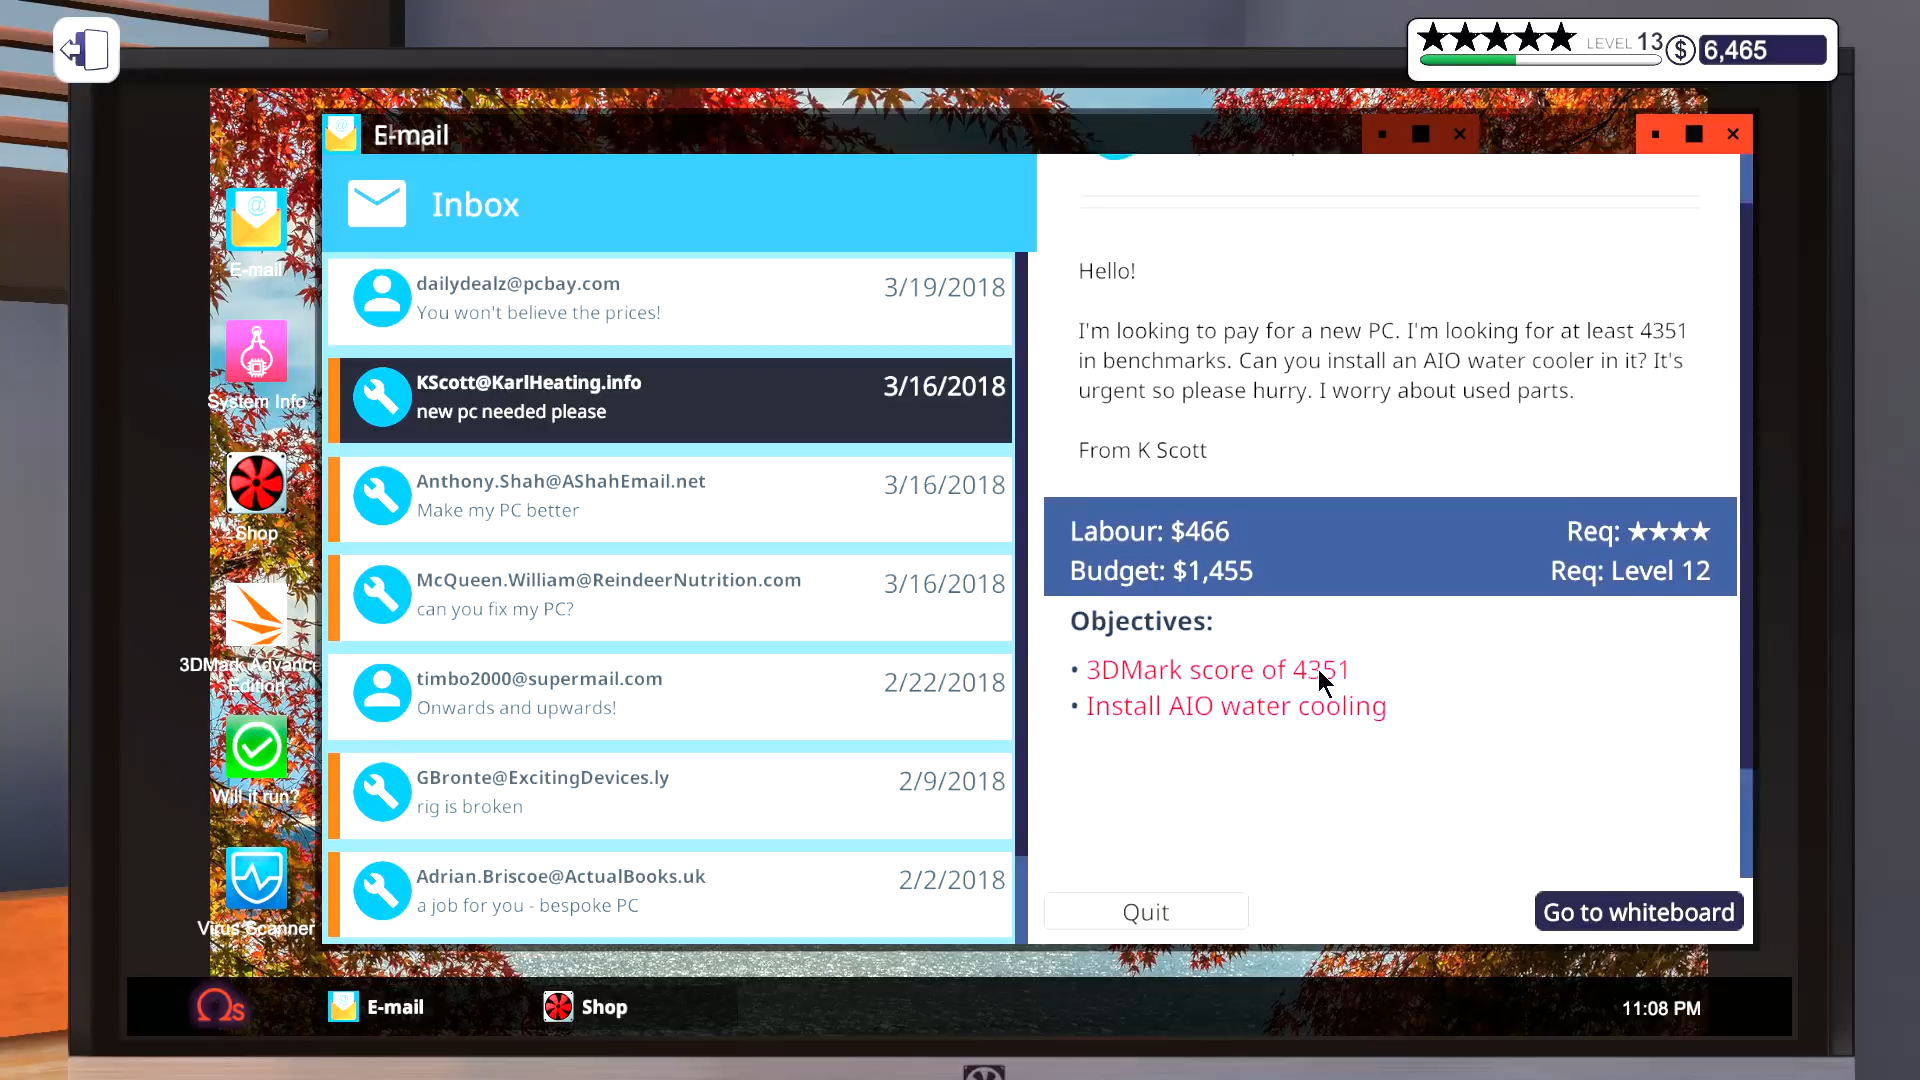 LEVEL 13
$ 6,465
E-mail
Inbox
dailydealz@pcbay.com
3/19/2018
You won't believe the prices!
KScott@KarlHeating.info
3/16/2018
new pc needed please
Anthony.Shah@AShahEmail.net
3/16/2018
Make my PC better
McQueen.William@ReindeerNutrition.com
3/16/2018
can you fix my PC?
timbo2000@supermail.com
2/22/2018
Onwards and upwards!
GBronte@ExcitingDevices.ly
2/9/2018
rig is broken
Adrian.Briscoe@ActualBooks.uk
2/2/2018
a job for you - bespoke PC
Hello!
I'm looking to pay for a new PC. I'm looking for at least 4351
in benchmarks. Can you install an AIO water cooler in it? It's
urgent so please hurry. I worry about used parts.
From K Scott
Labour: $466
Req: ★★★★
Budget: $1,455
Req: Level 12
Objectives:
• 3DMark score of 4351
• Install AIO water cooling
Quit
Go to whiteboard
E-mail
System Info
Shop
3DMark Advance
Edition
Will it run?
Virus Scanner
Ωs
E-mail
Shop
11:08 PM